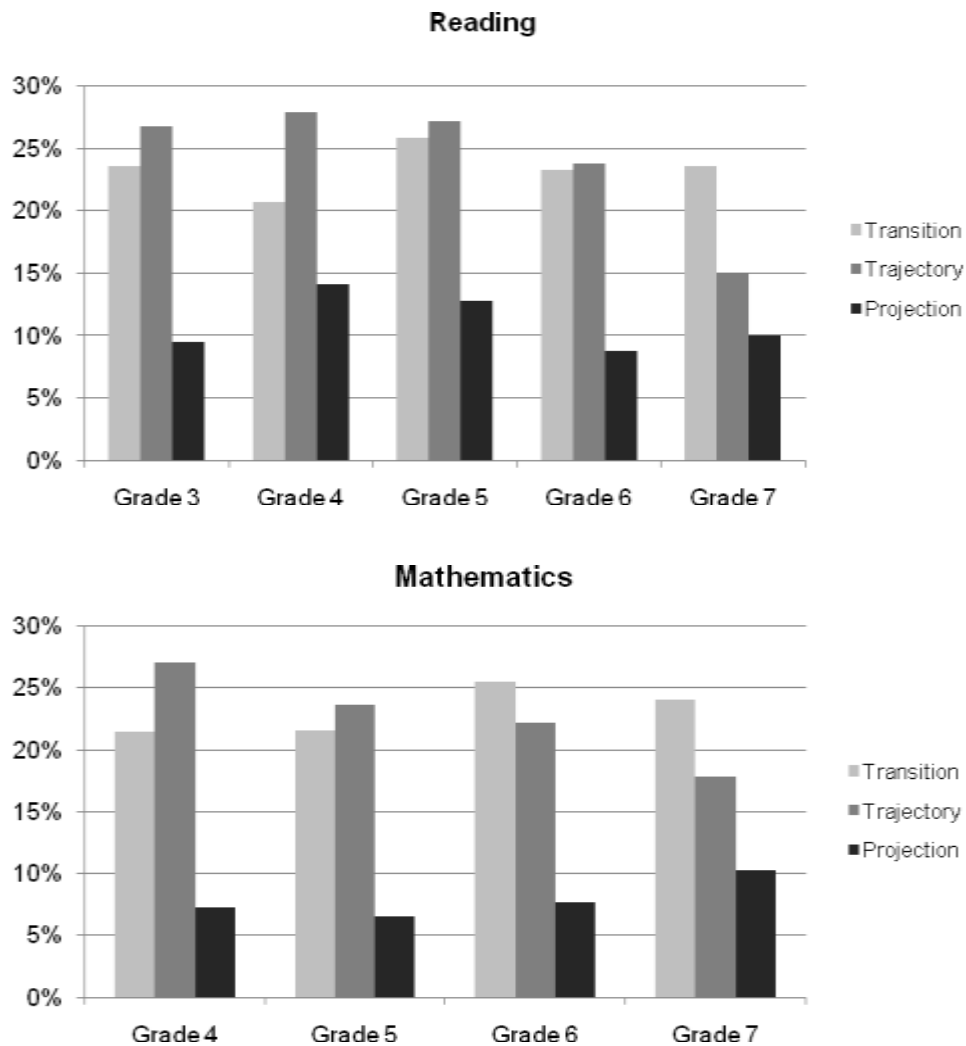 Reading
30%
25%
20%
15%
10%
5%
0%
Grade 3 Grade 4 Grade 5 Grade 6 Grade 7
Transition
Trajectory
Projection
Mathematics
30%
25%
20%
15%
10%
5%
0%
Grade 4 Grade 5 Grade 6 Grade 7
Transition
Trajectory
Projection